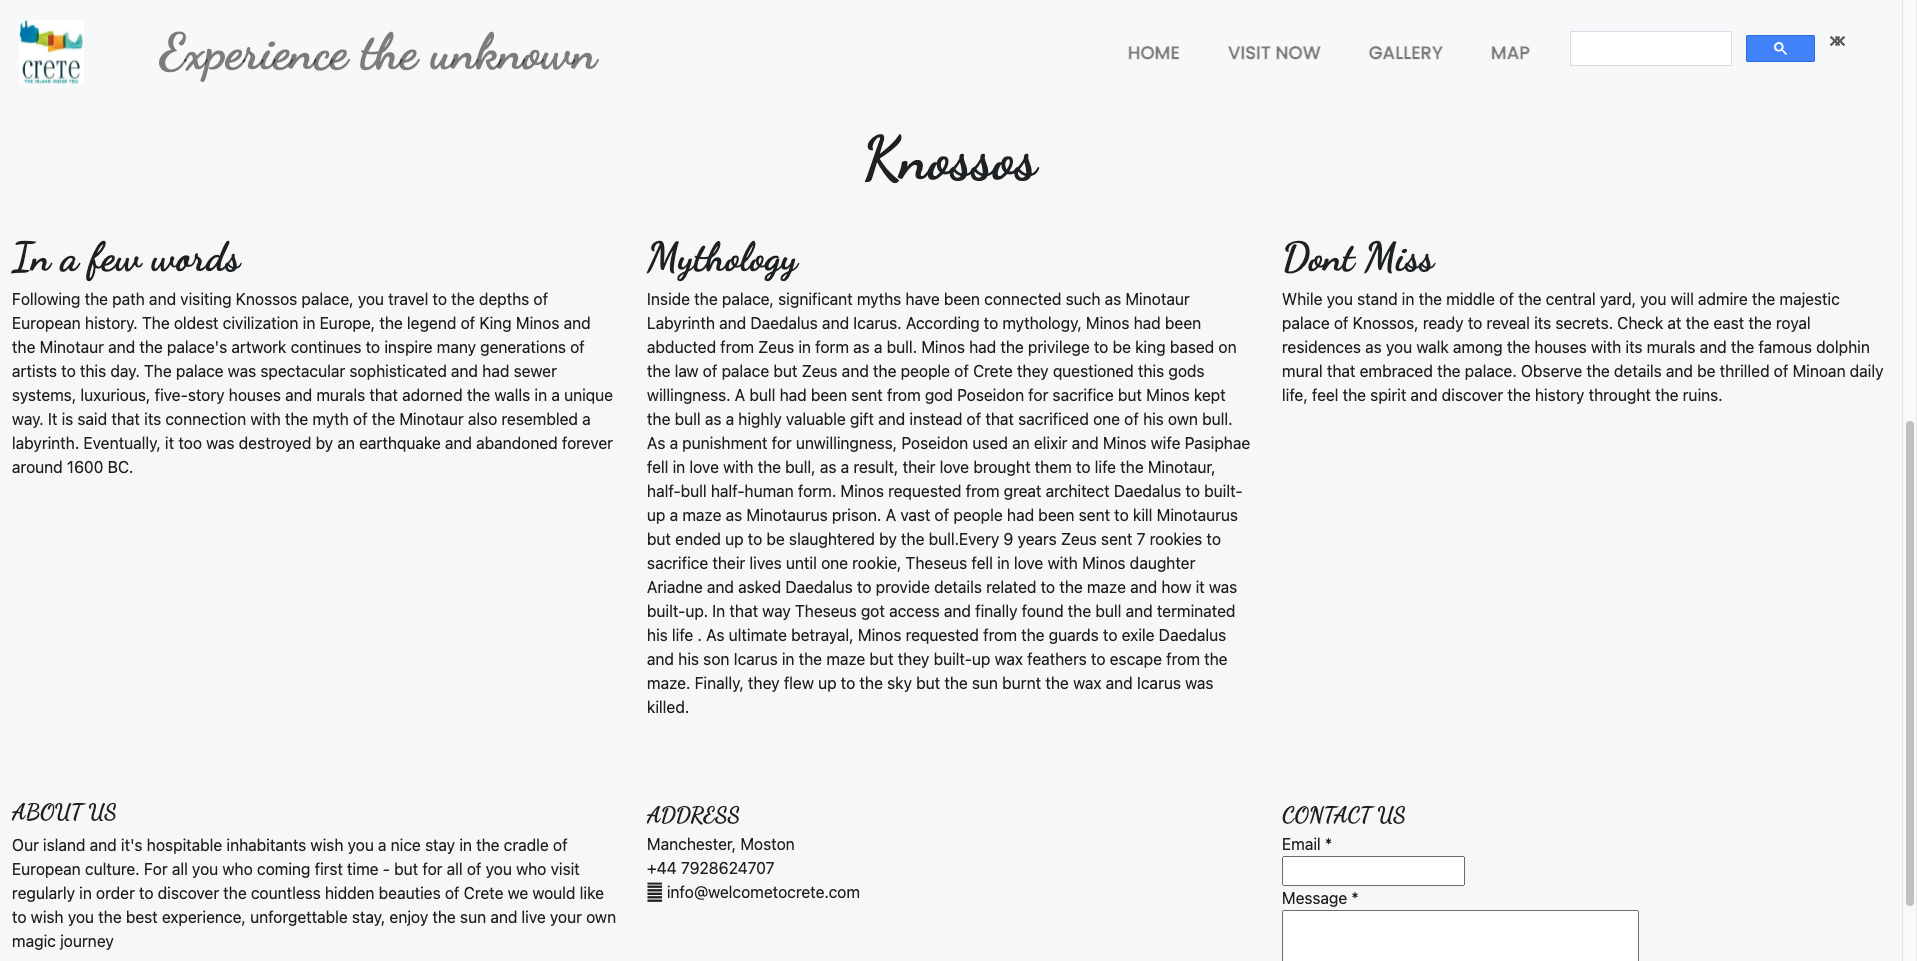 crete
THE ISLAND INSIDE YOU
Experience the unknown
HOME
VISIT NOW
GALLERY
MAP
Knossos
In a few words
Following the path and visiting Knossos palace, you travel to the depths of
European history. The oldest civilization in Europe, the legend of King Minos and
the Minotaur and the palace's artwork continues to inspire many generations of
artists to this day. The palace was spectacular sophisticated and had sewer
systems, luxurious, five-story houses and murals that adorned the walls in a unique
way. It is said that its connection with the myth of the Minotaur also resembled a
labyrinth. Eventually, it too was destroyed by an earthquake and abandoned forever
around 1600 BC.
Mythology
Inside the palace, significant myths have been connected such as Minotaur
Labyrinth and Daedalus and Icarus. According to mythology, Minos had been
abducted from Zeus in form as a bull. Minos had the privilege to be king based on
the law of palace but Zeus and the people of Crete they questioned this gods
willingness. A bull had been sent from god Poseidon for sacrifice but Minos kept
the bull as a highly valuable gift and instead of that sacrificed one of his own bull.
As a punishment for unwillingness, Poseidon used an elixir and Minos wife Pasiphae
fell in love with the bull, as a result, their love brought them to life the Minotaur,
half-bull half-human form. Minos requested from great architect Daedalus to built-
up a maze as Minotaurus prison. A vast of people had been sent to kill Minotaurus
but ended up to be slaughtered by the bull.Every 9 years Zeus sent 7 rookies to
sacrifice their lives until one rookie, Theseus fell in love with Minos daughter
Ariadne and asked Daedalus to provide details related to the maze and how it was
built-up. In that way Theseus got access and finally found the bull and terminated
his life . As ultimate betrayal, Minos requested from the guards to exile Daedalus
and his son Icarus in the maze but they built-up wax feathers to escape from the
maze. Finally, they flew up to the sky but the sun burnt the wax and Icarus was
killed.
Dont Miss
While you stand in the middle of the central yard, you will admire the majestic
palace of Knossos, ready to reveal its secrets. Check at the east the royal
residences as you walk among the houses with its murals and the famous dolphin
mural that embraced the palace. Observe the details and be thrilled of Minoan daily
life, feel the spirit and discover the history throught the ruins.
ABOUT US
Our island and it's hospitable inhabitants wish you a nice stay in the cradle of
European culture. For all you who coming first time - but for all of you who visit
regularly in order to discover the countless hidden beauties of Crete we would like
to wish you the best experience, unforgettable stay, enjoy the sun and live your own
magic journey
ADDRESS
Manchester, Moston
+44 7928624707
info@welcometocrete.com
CONTACT US
Email *
Message *